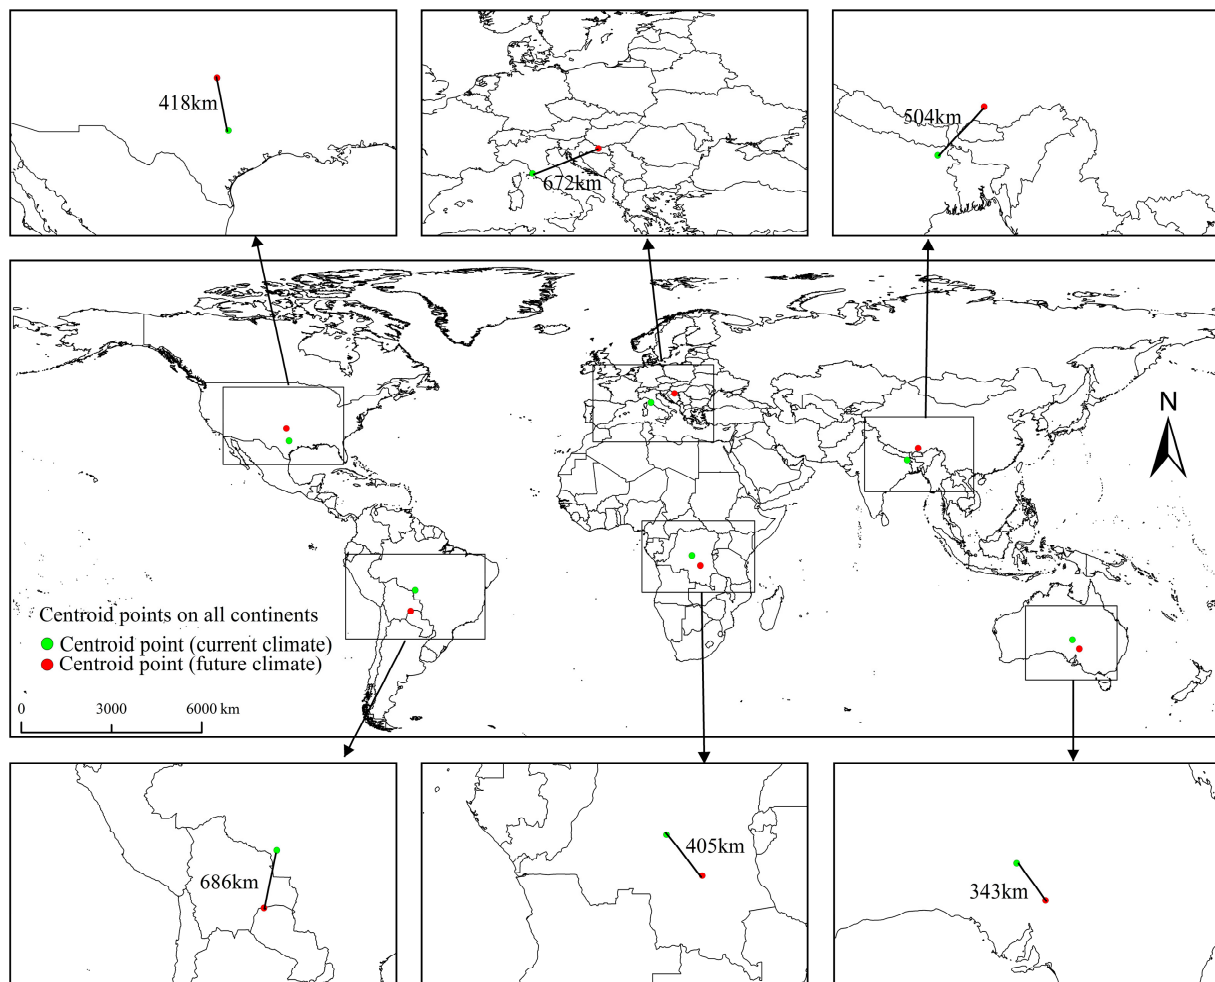 418km
672km
504km
N
Centroid points on all continents
Centroid point (current climate)
Centroid point (future climate)
0 3000 6000 km
686km
405km
343km